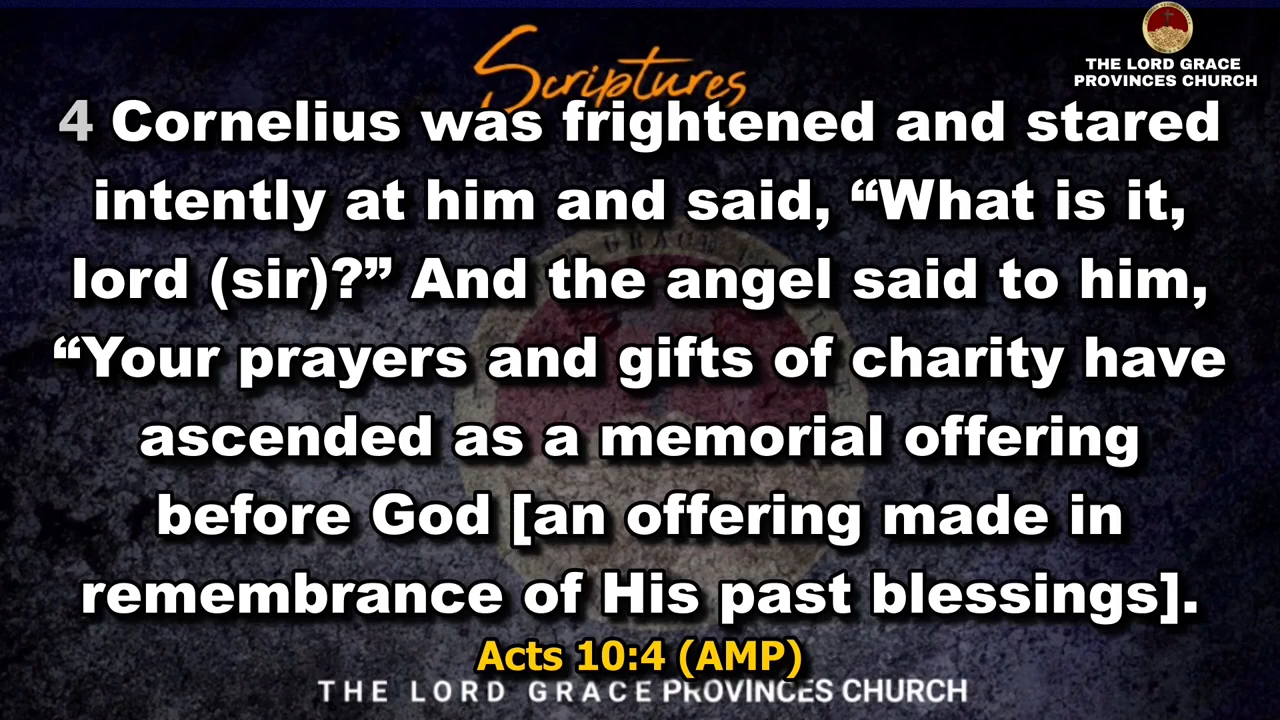 Scriptures
THE LORD GRACE
PROVINCES CHURCH
4 Cornelius was frightened and stared
intently at him and said, “What is it,
lord (sir)?” And the angel said to him,
“Your prayers and gifts of charity have
ascended as a memorial offering
before God [an offering made in
remembrance of His past blessings].
Acts 10:4 (AMP)
THE LORD GRACE PROVINCES CHURCH